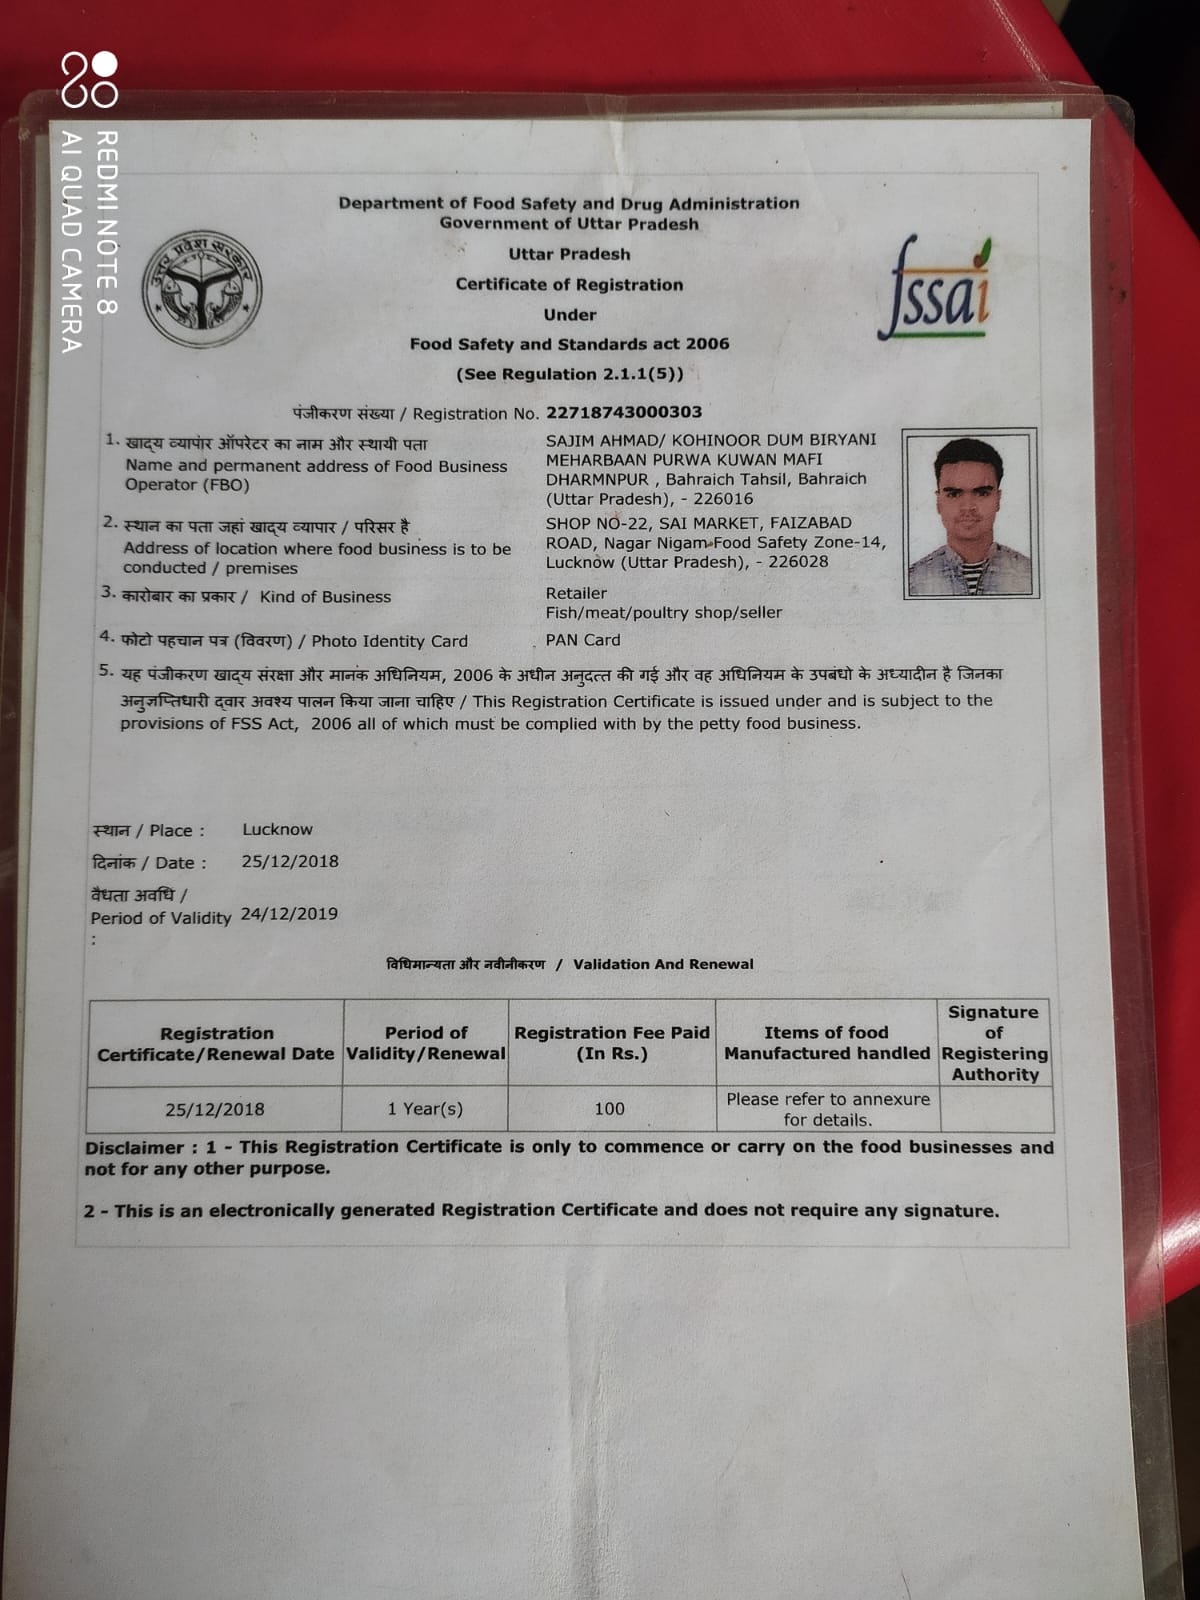 REDMI NOTE 8
AI QUAD CAMERA
Department of Food Safety and Drug Administration
Government of Uttar Pradesh
Uttar Pradesh
Certificate of Registration
Under
Food Safety and Standards act 2006
(See Regulation 2.1.1(5))
उत्तर प्रदेश सरकार
fssai
पंजीकरण संख्या / Registration No. 22718743000303
1. खाद्य व्यापार ऑपरेटर का नाम और स्थायी पता
Name and permanent address of Food Business
Operator (FBO)
SAJIM AHMAD/ KOHINOOR DUM BIRYANI
MEHARBAAN PURWA KUWAN MAFI
DHARMNPUR , Bahraich Tahsil, Bahraich
(Uttar Pradesh), - 226016
2. स्थान का पता जहां खाद्य व्यापार / परिसर है
Address of location where food business is to be
conducted / premises
SHOP NO-22, SAI MARKET, FAIZABAD
ROAD, Nagar Nigam-Food Safety Zone-14,
Lucknow (Uttar Pradesh), - 226028
3. कारोबार का प्रकार / Kind of Business
Retailer
Fish/meat/poultry shop/seller
4. फोटो पहचान पत्र (विवरण) / Photo Identity Card
PAN Card
5. यह पंजीकरण खाद्य संरक्षा और मानक अधिनियम, 2006 के अधीन अनुदत्त की गई और वह अधिनियम के उपबंधो के अध्यादीन है जिनका
अनुज्ञप्तिधारी द्वार अवश्य पालन किया जाना चाहिए / This Registration Certificate is issued under and is subject to the
provisions of FSS Act, 2006 all of which must be complied with by the petty food business.
स्थान / Place : Lucknow
दिनांक / Date : 25/12/2018
वैधता अवधि /
Period of Validity 24/12/2019
:
विधिमान्यता और नवीनीकरण / Validation And Renewal
Registration
Certificate/Renewal Date
Period of
Validity/Renewal
Registration Fee Paid
(In Rs.)
Items of food
Manufactured handled
Signature
of
Registering
Authority
25/12/2018
1 Year(s)
100
Please refer to annexure
for details.
Disclaimer : 1 - This Registration Certificate is only to commence or carry on the food businesses and
not for any other purpose.
2 - This is an electronically generated Registration Certificate and does not require any signature.